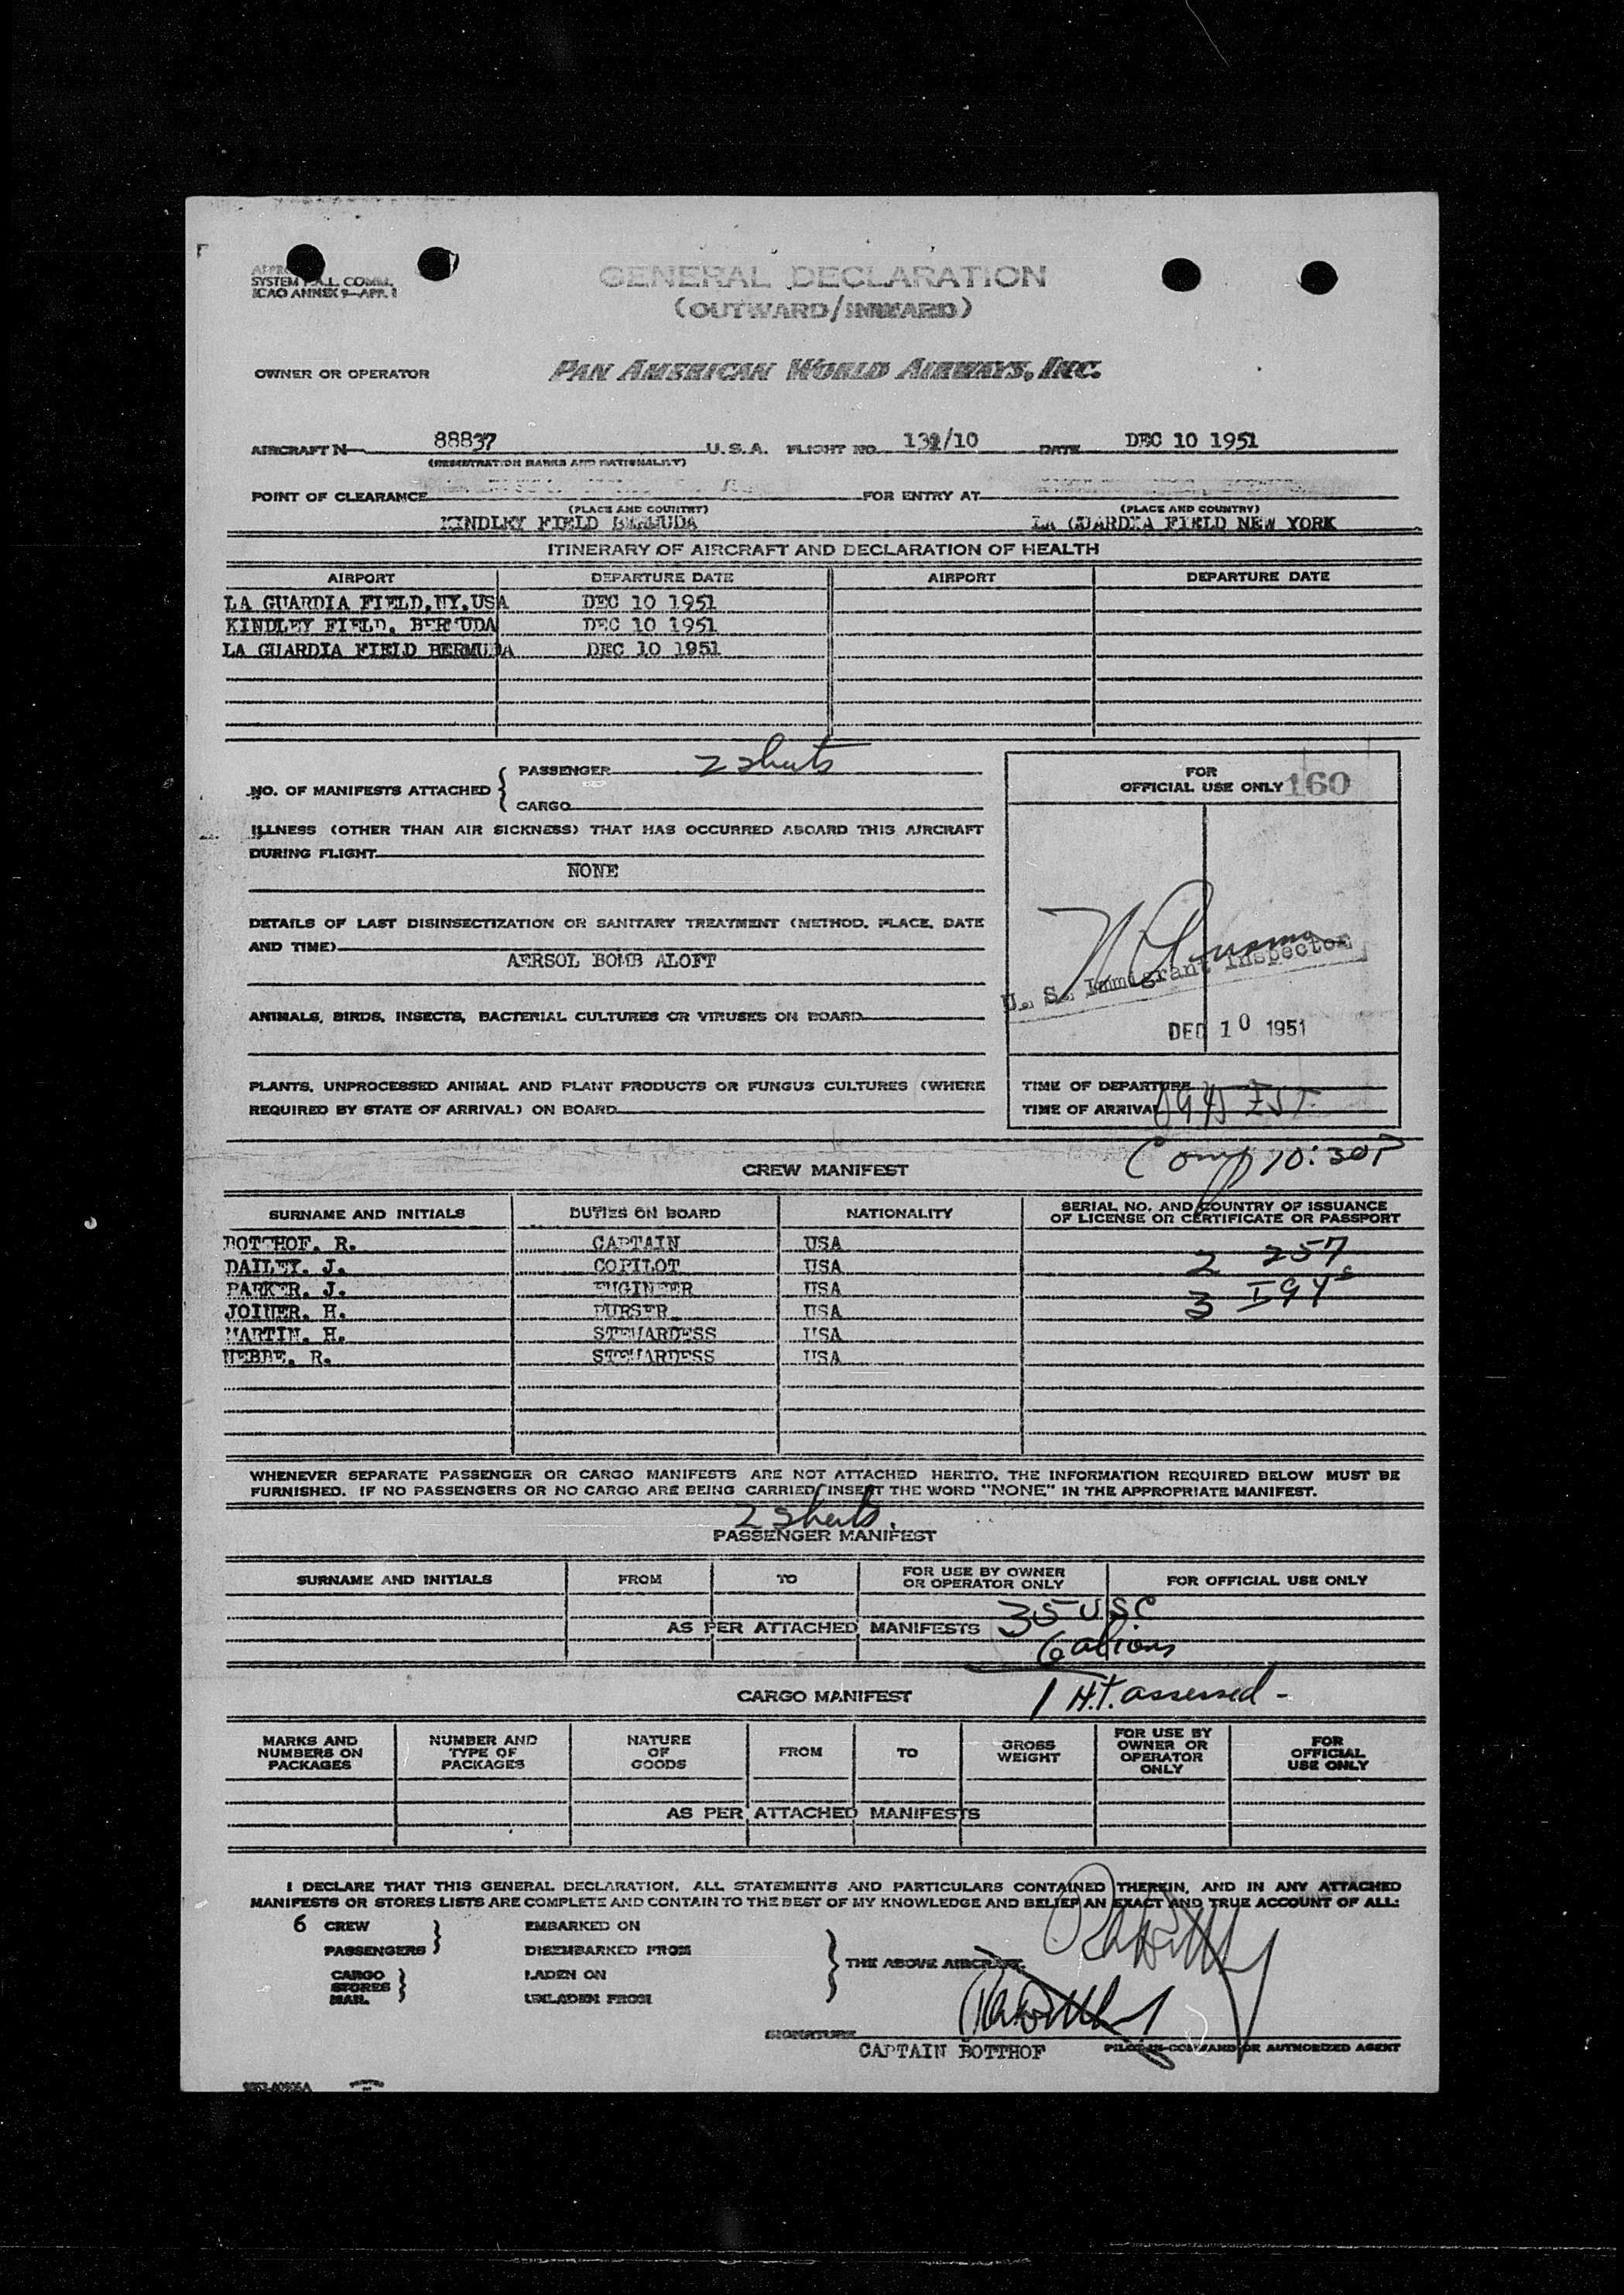 SYSTEM P.A.L. COMM.
ICAO ANNEX 9—APP. 1
GENERAL DECLARATION
(OUTWARD/INWARD)
OWNER OR OPERATOR PAN AMERICAN WORLD AIRWAYS, INC.
AIRCRAFT N 88837 U.S.A. FLIGHT NO. /10 DATE DEC 10 1951
(REGISTRATION MARKS AND NATIONALITY)
POINT OF CLEARANCE FOR ENTRY AT
(PLACE AND COUNTRY) (PLACE AND COUNTRY)
KINDLEY FIELD BERMUDA LA GUARDIA FIELD NEW YORK
ITINERARY OF AIRCRAFT AND DECLARATION OF HEALTH
AIRPORT DEPARTURE DATE AIRPORT DEPARTURE DATE
LA GUARDIA FIELD,NY,USA DEC 10 1951
KINDLEY FIELD, BERMUDA DEC 10 1951
LA GUARDIA FIELD BERMUDA DEC 10 1951
NO. OF MANIFESTS ATTACHED { PASSENGER 2 sheets
CARGO
ILLNESS (OTHER THAN AIR SICKNESS) THAT HAS OCCURRED ABOARD THIS AIRCRAFT
DURING FLIGHT
NONE
DETAILS OF LAST DISINSECTIZATION OR SANITARY TREATMENT (METHOD, PLACE, DATE
AND TIME)
AERSOL BOMB ALOFT
ANIMALS, BIRDS, INSECTS, BACTERIAL CULTURES OR VIRUSES ON BOARD
PLANTS, UNPROCESSED ANIMAL AND PLANT PRODUCTS OR FUNGUS CULTURES (WHERE
REQUIRED BY STATE OF ARRIVAL) ON BOARD
FOR
OFFICIAL USE ONLY 160
U. S. Immigrant Inspector
DEC 10 1951
TIME OF DEPARTURE
TIME OF ARRIVAL EST
Comp 10:30P
CREW MANIFEST
SURNAME AND INITIALS DUTIES ON BOARD NATIONALITY SERIAL NO. AND COUNTRY OF ISSUANCE
OF LICENSE OR CERTIFICATE OR PASSPORT
BOTTHOF, R. CAPTAIN USA 2 257
DAILEY, J. COPILOT USA
PARKER, J. ENGINEER USA 3 I94s
JOINER, H. PURSER USA
MARTIN, H. STEWARDESS USA
HEBBE, R. STEWARDESS USA
WHENEVER SEPARATE PASSENGER OR CARGO MANIFESTS ARE NOT ATTACHED HERETO, THE INFORMATION REQUIRED BELOW MUST BE
FURNISHED. IF NO PASSENGERS OR NO CARGO ARE BEING CARRIED, INSERT THE WORD "NONE" IN THE APPROPRIATE MANIFEST.
2 sheets.
PASSENGER MANIFEST
SURNAME AND INITIALS FROM TO FOR USE BY OWNER
OR OPERATOR ONLY FOR OFFICIAL USE ONLY
35 USC
AS PER ATTACHED MANIFESTS
6 aliens
CARGO MANIFEST
1 H.T. assessed -
MARKS AND
NUMBERS ON
PACKAGES NUMBER AND
TYPE OF
PACKAGES NATURE
OF
GOODS FROM TO GROSS
WEIGHT FOR USE BY
OWNER OR
OPERATOR
ONLY FOR
OFFICIAL
USE ONLY
AS PER ATTACHED MANIFESTS
I DECLARE THAT THIS GENERAL DECLARATION, ALL STATEMENTS AND PARTICULARS CONTAINED THEREIN, AND IN ANY ATTACHED
MANIFESTS OR STORES LISTS ARE COMPLETE AND CONTAIN TO THE BEST OF MY KNOWLEDGE AND BELIEF AN EXACT AND TRUE ACCOUNT OF ALL:
6 CREW EMBARKED ON
PASSENGERS DISEMBARKED FROM
THE ABOVE AIRCRAFT.
CARGO LADEN ON
STORES
MAIL UNLADEN FROM
SIGNATURE
CAPTAIN BOTTHOF PILOT-IN-COMMAND OR AUTHORIZED AGENT